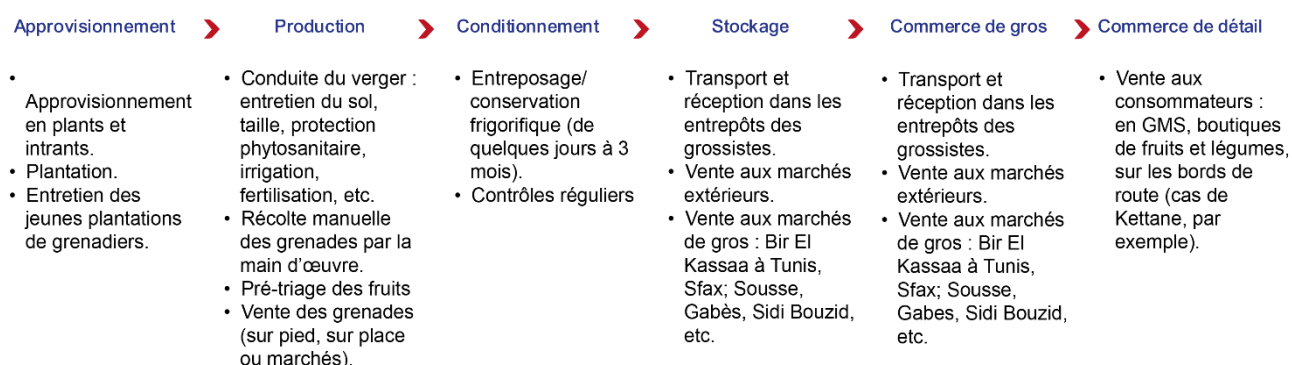 Approvisionnement
Production
Conditionnement
Stockage
Commerce de gros
Commerce de détail
•
Approvisionnement
en plants et
intrants.
• Plantation.
• Entretien des
jeunes plantations
de grenadiers.
• Conduite du verger :
entretien du sol,
taille, protection
phytosanitaire,
irrigation,
fertilisation, etc.
• Récolte manuelle
des grenades par la
main d’œuvre.
• Pré-triage des fruits
• Vente des grenades
(sur pied, sur place
ou marchés).
• Entreposage/
conservation
frigorifique (de
quelques jours à 3
mois).
• Contrôles réguliers
• Transport et
réception dans les
entrepôts des
grossistes.
• Vente aux marchés
extérieurs.
• Vente aux marchés
de gros : Bir El
Kassaa à Tunis,
Sfax; Sousse,
Gabès, Sidi Bouzid,
etc.
• Transport et
réception dans les
entrepôts des
grossistes.
• Vente aux marchés
extérieurs.
• Vente aux marchés
de gros : Bir El
Kassaa à Tunis,
Sfax; Sousse,
Gabes, Sidi Bouzid,
etc.
• Vente aux
consommateurs :
en GMS, boutiques
de fruits et légumes,
sur les bords de
route (cas de
Kettane, par
exemple).